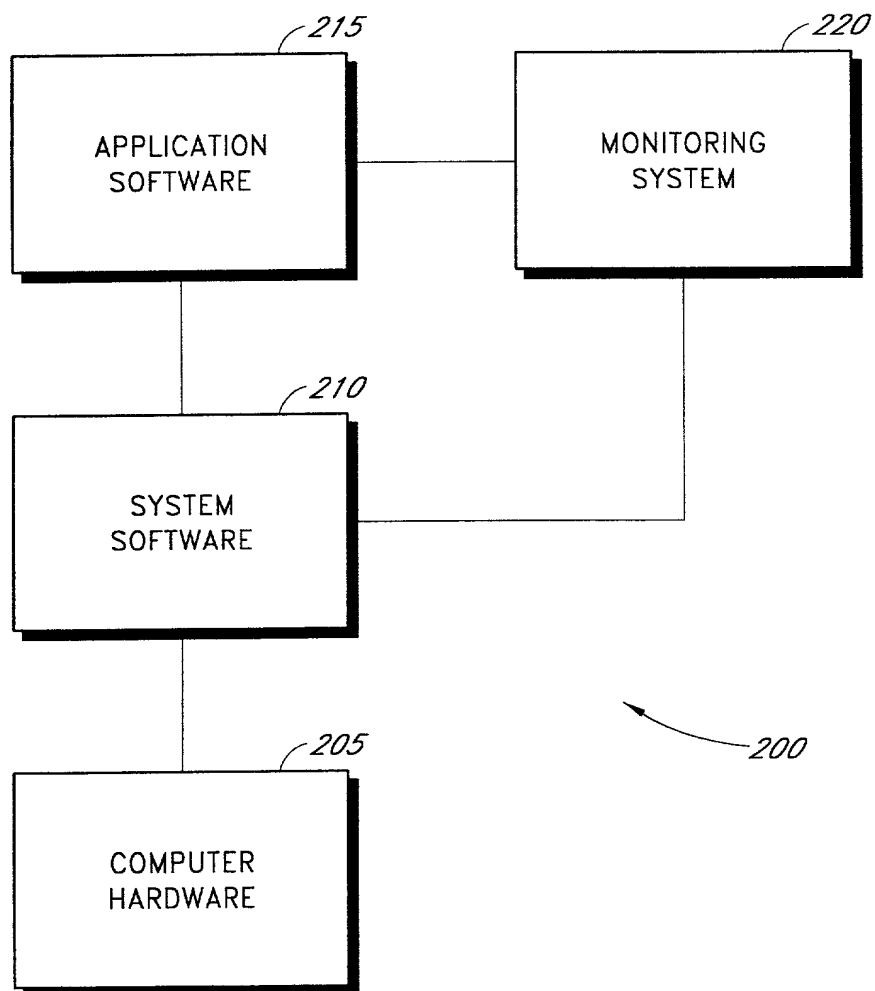 215
APPLICATION
SOFTWARE
220
MONITORING
SYSTEM
210
SYSTEM
SOFTWARE
205
COMPUTER
HARDWARE
200